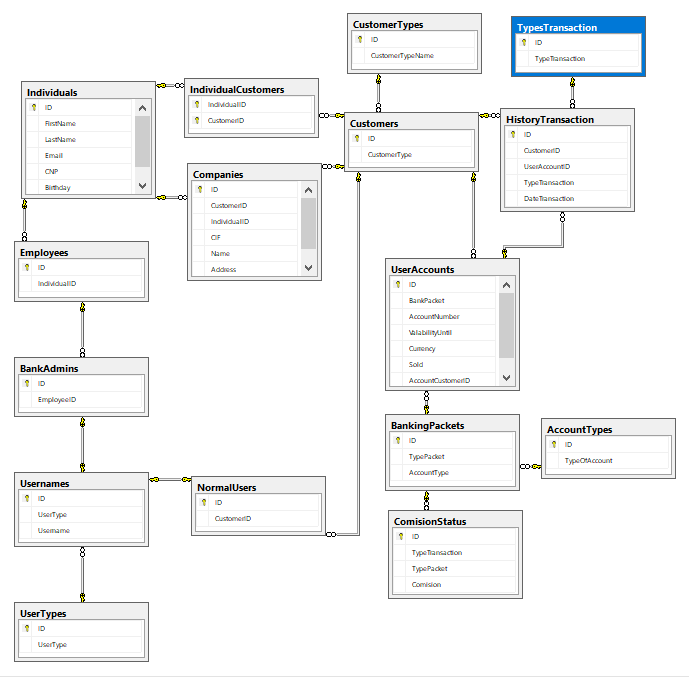 CustomerTypes
ID
CustomerTypeName
TypesTransaction
ID
TypeTransaction
Individuals
ID
FirstName
LastName
Email
CNP
Birthday
IndividualCustomers
IndividualID
CustomerID
Customers
ID
CustomerType
HistoryTransaction
ID
CustomerID
UserAccountID
TypeTransaction
DateTransaction
Companies
ID
CustomerID
IndividualID
CIF
Name
Address
Employees
ID
IndividualID
UserAccounts
ID
BankPacket
AccountNumber
ValabilityUntil
Currency
Sold
AccountCustomerID
BankAdmins
ID
EmployeeID
BankingPackets
ID
TypePacket
AccountType
AccountTypes
ID
TypeOfAccount
Usernames
ID
UserType
Username
NormalUsers
ID
CustomerID
ComisionStatus
ID
TypeTransaction
TypePacket
Comision
UserTypes
ID
UserType